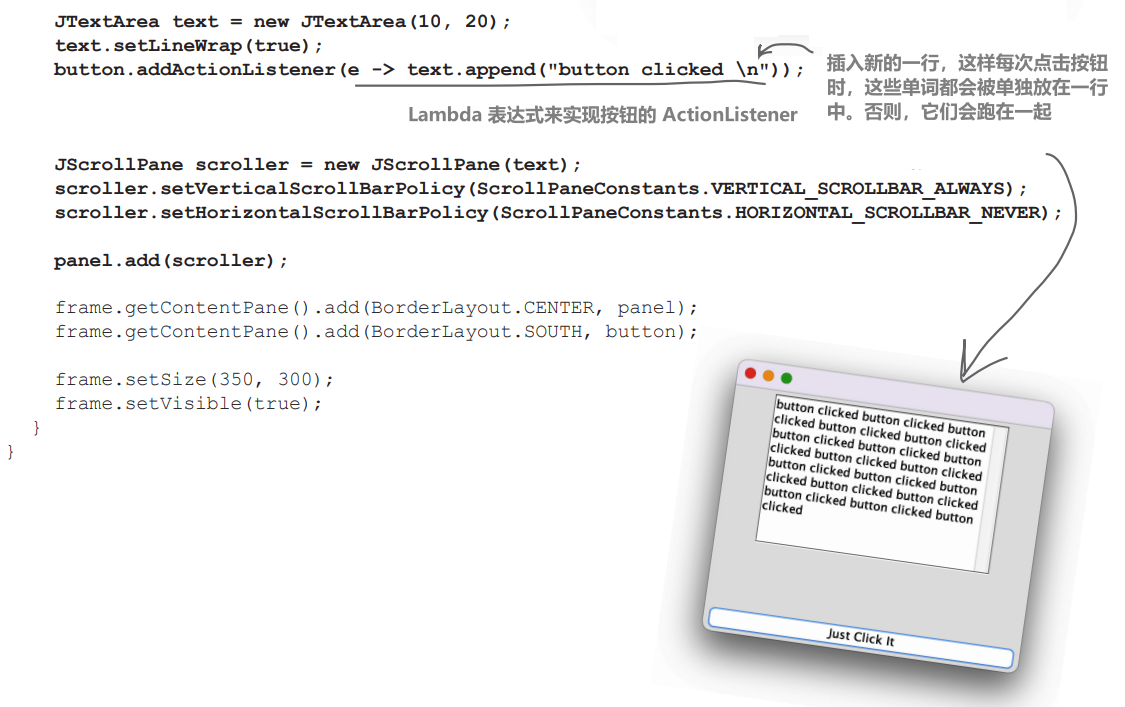 JTextArea text = new JTextArea(10, 20);
text.setLineWrap(true);
button.addActionListener(e -> text.append("button clicked \n"));
插入新的一行，这样每次点击按钮
时，这些单词都会被单独放在一行
中。否则，它们会跑在一起
Lambda 表达式来实现按钮的 ActionListener
JScrollPane scroller = new JScrollPane(text);
scroller.setVerticalScrollBarPolicy(ScrollPaneConstants.VERTICAL_SCROLLBAR_ALWAYS);
scroller.setHorizontalScrollBarPolicy(ScrollPaneConstants.HORIZONTAL_SCROLLBAR_NEVER);
panel.add(scroller);
frame.getContentPane().add(BorderLayout.CENTER, panel);
frame.getContentPane().add(BorderLayout.SOUTH, button);
frame.setSize(350, 300);
frame.setVisible(true);
}
}
button clicked button clicked button
clicked button clicked button clicked
button clicked button clicked button
clicked button clicked button clicked
button clicked button clicked button
clicked button clicked button clicked
button clicked button clicked button
clicked
Just Click It